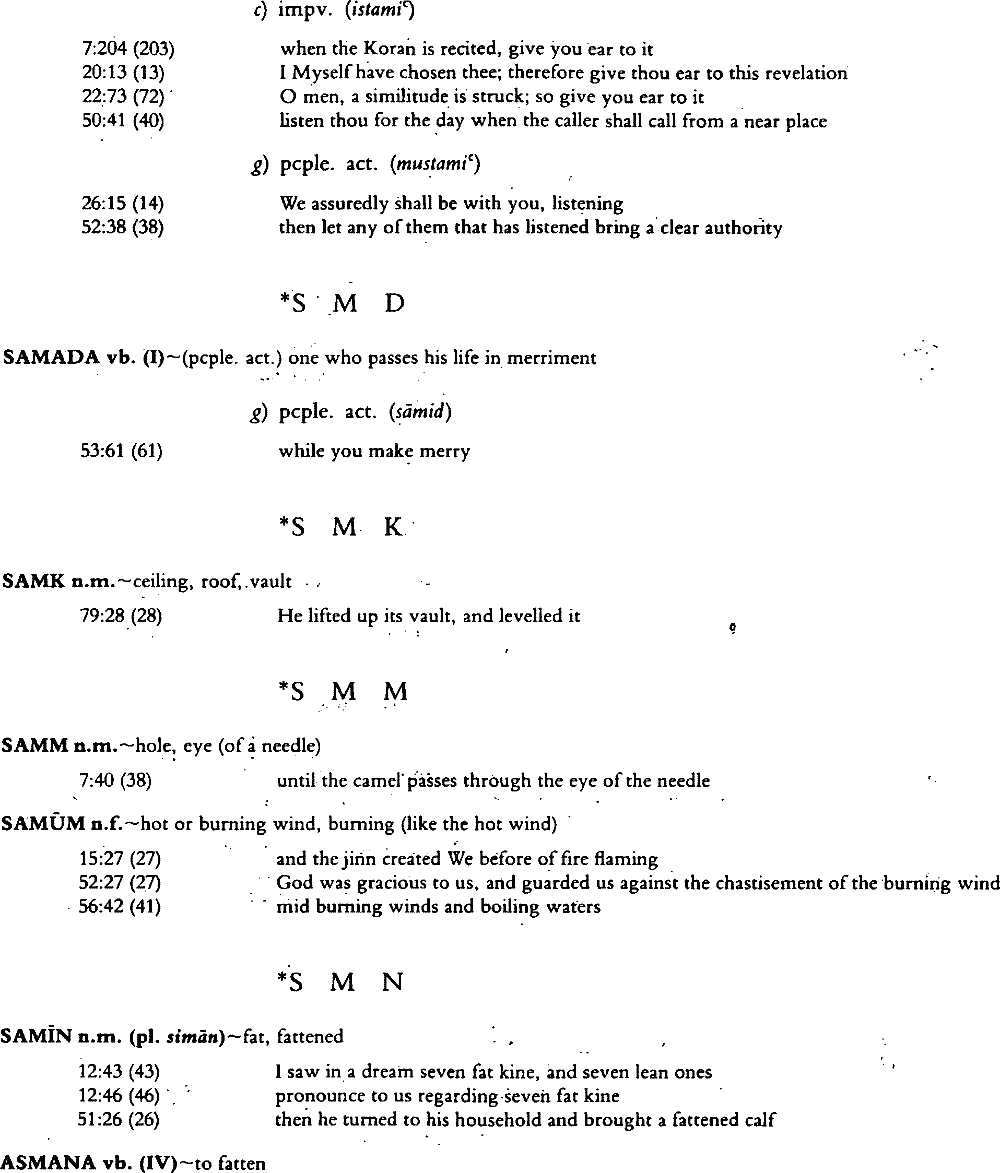 c) impv. (istamiᶜ)
7:204 (203) when the Koran is recited, give you ear to it
20:13 (13) I Myself have chosen thee; therefore give thou ear to this revelation
22:73 (72) O men, a similitude is struck; so give you ear to it
50:41 (40) listen thou for the day when the caller shall call from a near place
g) pcple. act. (mustamiᶜ)
26:15 (14) We assuredly shall be with you, listening
52:38 (38) then let any of them that has listened bring a clear authority
*S M D
SAMADA vb. (I)~(pcple. act.) one who passes his life in merriment
g) pcple. act. (sāmid)
53:61 (61) while you make merry
*S M K
SAMK n.m.~ceiling, roof, vault
79:28 (28) He lifted up its vault, and levelled it
*S M M
SAMM n.m.~hole, eye (of a needle)
7:40 (38) until the camel passes through the eye of the needle
SAMŪM n.f.~hot or burning wind, burning (like the hot wind)
15:27 (27) and the jinn created We before of fire flaming
52:27 (27) God was gracious to us, and guarded us against the chastisement of the burning wind
56:42 (41) mid burning winds and boiling waters
*S M N
SAMĪN n.m. (pl. simān)~fat, fattened
12:43 (43) I saw in a dream seven fat kine, and seven lean ones
12:46 (46) pronounce to us regarding seven fat kine
51:26 (26) then he turned to his household and brought a fattened calf
ASMANA vb. (IV)~to fatten